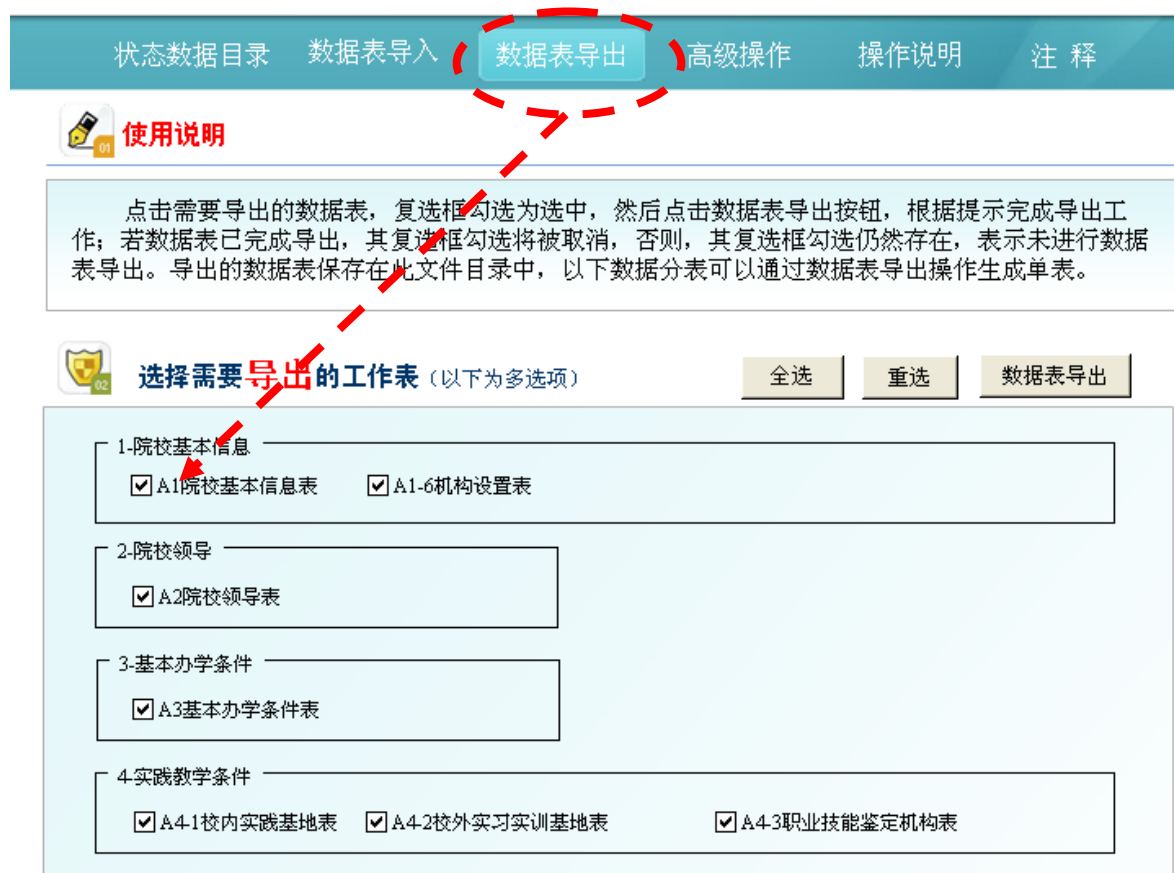 状态数据目录 数据表导入 数据表导出 高级操作 操作说明 注 释
01 使用说明
点击需要导出的数据表，复选框勾选为选中，然后点击数据表导出按钮，根据提示完成导出工
作；若数据表已完成导出，其复选框勾选将被取消，否则，其复选框勾选仍然存在，表示未进行数据
表导出。导出的数据表保存在此文件目录中，以下数据分表可以通过数据表导出操作生成单表。
02 选择需要导出的工作表（以下为多选项） 全选 重选 数据表导出
1-院校基本信息
A1院校基本信息表 A1-6机构设置表
2-院校领导
A2院校领导表
3-基本办学条件
A3基本办学条件表
4-实践教学条件
A4-1校内实践基地表 A4-2校外实习实训基地表 A4-3职业技能鉴定机构表